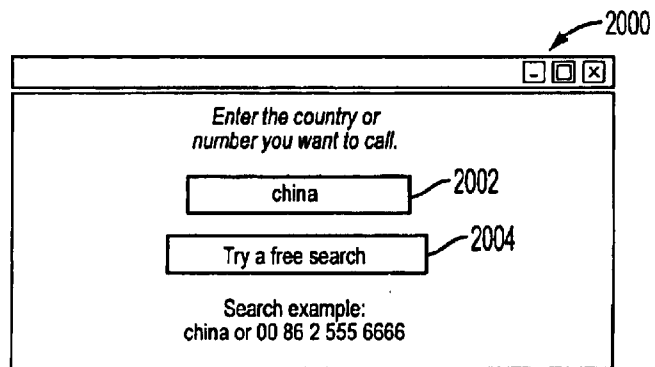 2000
Enter the country or
number you want to call.
china
2002
Try a free search
2004
Search example:
china or 00 86 2 555 6666